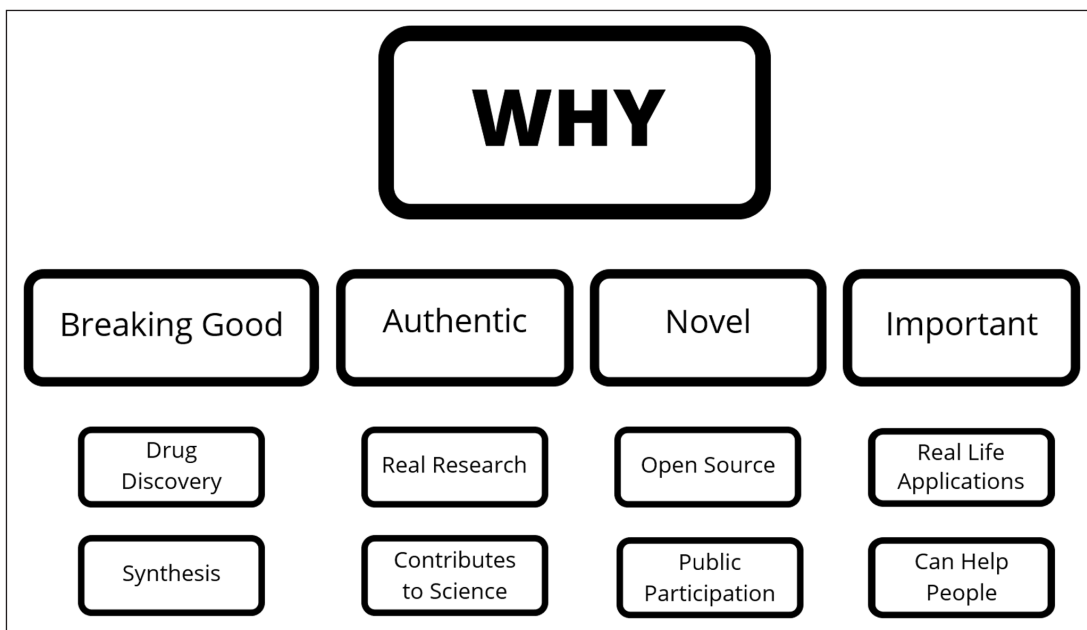 WHY
Breaking Good
Authentic
Novel
Important
Drug
Discovery
Real Research
Open Source
Real Life
Applications
Synthesis
Contributes
to Science
Public
Participation
Can Help
People